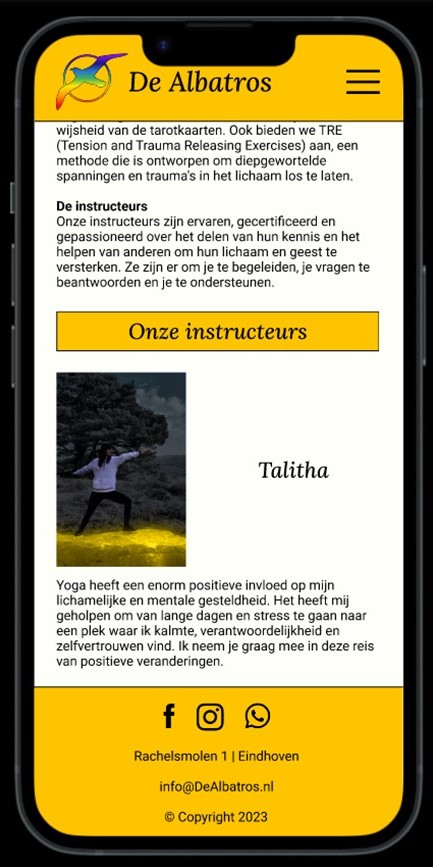 De Albatros
wijsheid van de tarotkaarten. Ook bieden we TRE
(Tension and Trauma Releasing Exercises) aan, een
methode die is ontworpen om diepgewortelde
spanningen en trauma's in het lichaam los te laten.
De instructeurs
Onze instructeurs zijn ervaren, gecertificeerd en
gepassioneerd over het delen van hun kennis en het
helpen van anderen om hun lichaam en geest te
versterken. Ze zijn er om je te begeleiden, je vragen te
beantwoorden en je te ondersteunen.
Onze instructeurs
Talitha
Yoga heeft een enorm positieve invloed op mijn
lichamelijke en mentale gesteldheid. Het heeft mij
geholpen om van lange dagen en stress te gaan naar
een plek waar ik kalmte, verantwoordelijkheid en
zelfvertrouwen vind. Ik neem je graag mee in deze reis
van positieve veranderingen.
Rachelsmolen 1 | Eindhoven
info@DeAlbatros.nl
© Copyright 2023